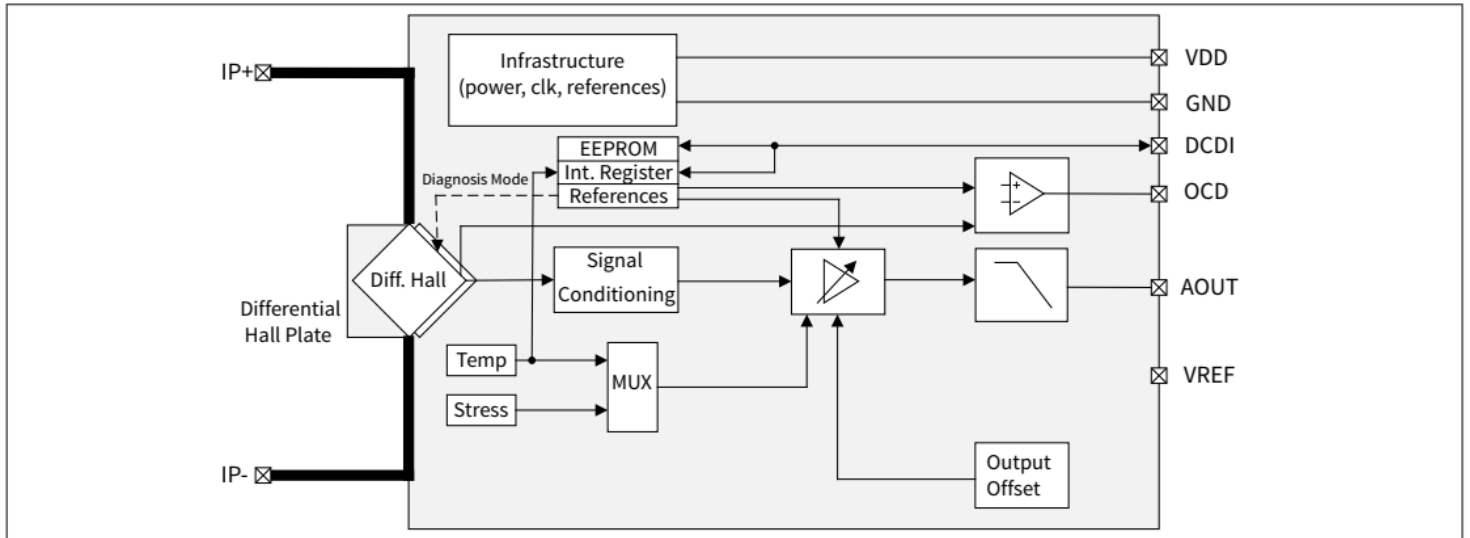 Infrastructure
(power, clk, references)
IP+
VDD
GND
EEPROM
DCDI
Int. Register
Diagnosis Mode
References
OCD
Diff. Hall
Signal
Conditioning
AOUT
Differential
Hall Plate
Temp
MUX
VREF
Stress
IP-
Output
Offset